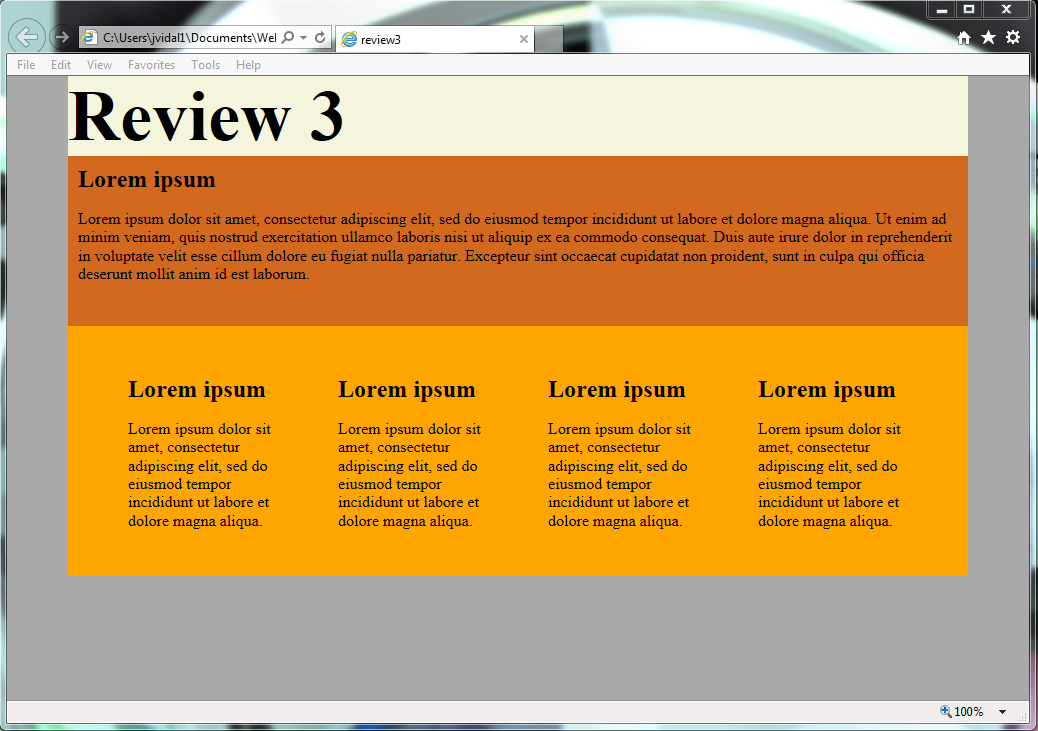 C:\Users\jvidal1\Documents\Wel
review3
File Edit View Favorites Tools Help
Review 3
Lorem ipsum
Lorem ipsum dolor sit amet, consectetur adipiscing elit, sed do eiusmod tempor incididunt ut labore et dolore magna aliqua. Ut enim ad
minim veniam, quis nostrud exercitation ullamco laboris nisi ut aliquip ex ea commodo consequat. Duis aute irure dolor in reprehenderit
in voluptate velit esse cillum dolore eu fugiat nulla pariatur. Excepteur sint occaecat cupidatat non proident, sunt in culpa qui officia
deserunt mollit anim id est laborum.
Lorem ipsum
Lorem ipsum dolor sit
amet, consectetur
adipiscing elit, sed do
eiusmod tempor
incididunt ut labore et
dolore magna aliqua.
Lorem ipsum
Lorem ipsum dolor sit
amet, consectetur
adipiscing elit, sed do
eiusmod tempor
incididunt ut labore et
dolore magna aliqua.
Lorem ipsum
Lorem ipsum dolor sit
amet, consectetur
adipiscing elit, sed do
eiusmod tempor
incididunt ut labore et
dolore magna aliqua.
Lorem ipsum
Lorem ipsum dolor sit
amet, consectetur
adipiscing elit, sed do
eiusmod tempor
incididunt ut labore et
dolore magna aliqua.
100%